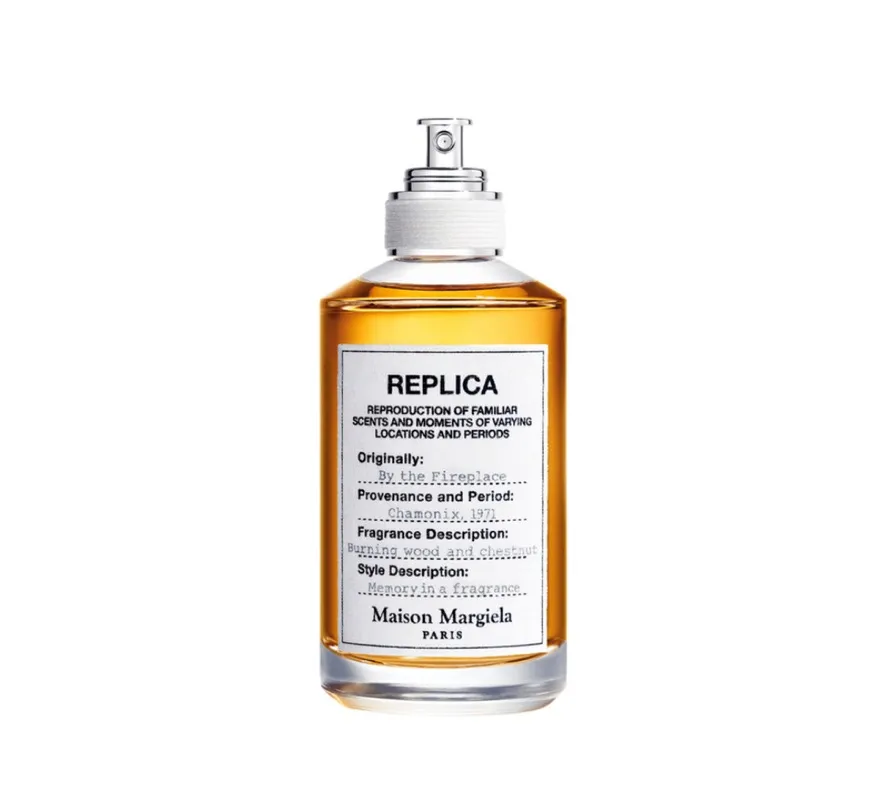 REPLICA
REPRODUCTION OF FAMILIAR
SCENTS AND MOMENTS OF VARYING
LOCATIONS AND PERIODS
Originally:
By the Fireplace
Provenance and Period:
Chamonix, 1971
Fragrance Description:
Burning wood and chestnut
Style Description:
Memory in a fragrance
Maison Margiela
PARIS